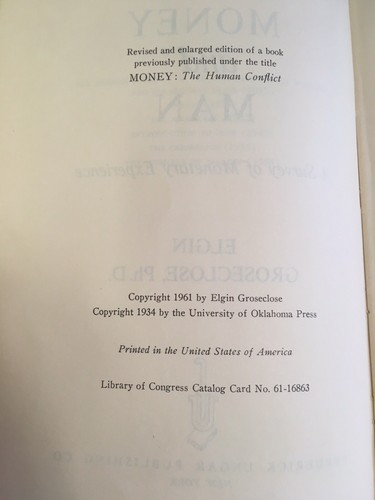 Revised and enlarged edition of a book
previously published under the title
MONEY: The Human Conflict
Copyright 1961 by Elgin Groseclose
Copyright 1934 by the University of Oklahoma Press
Printed in the United States of America
Library of Congress Catalog Card No. 61-16863